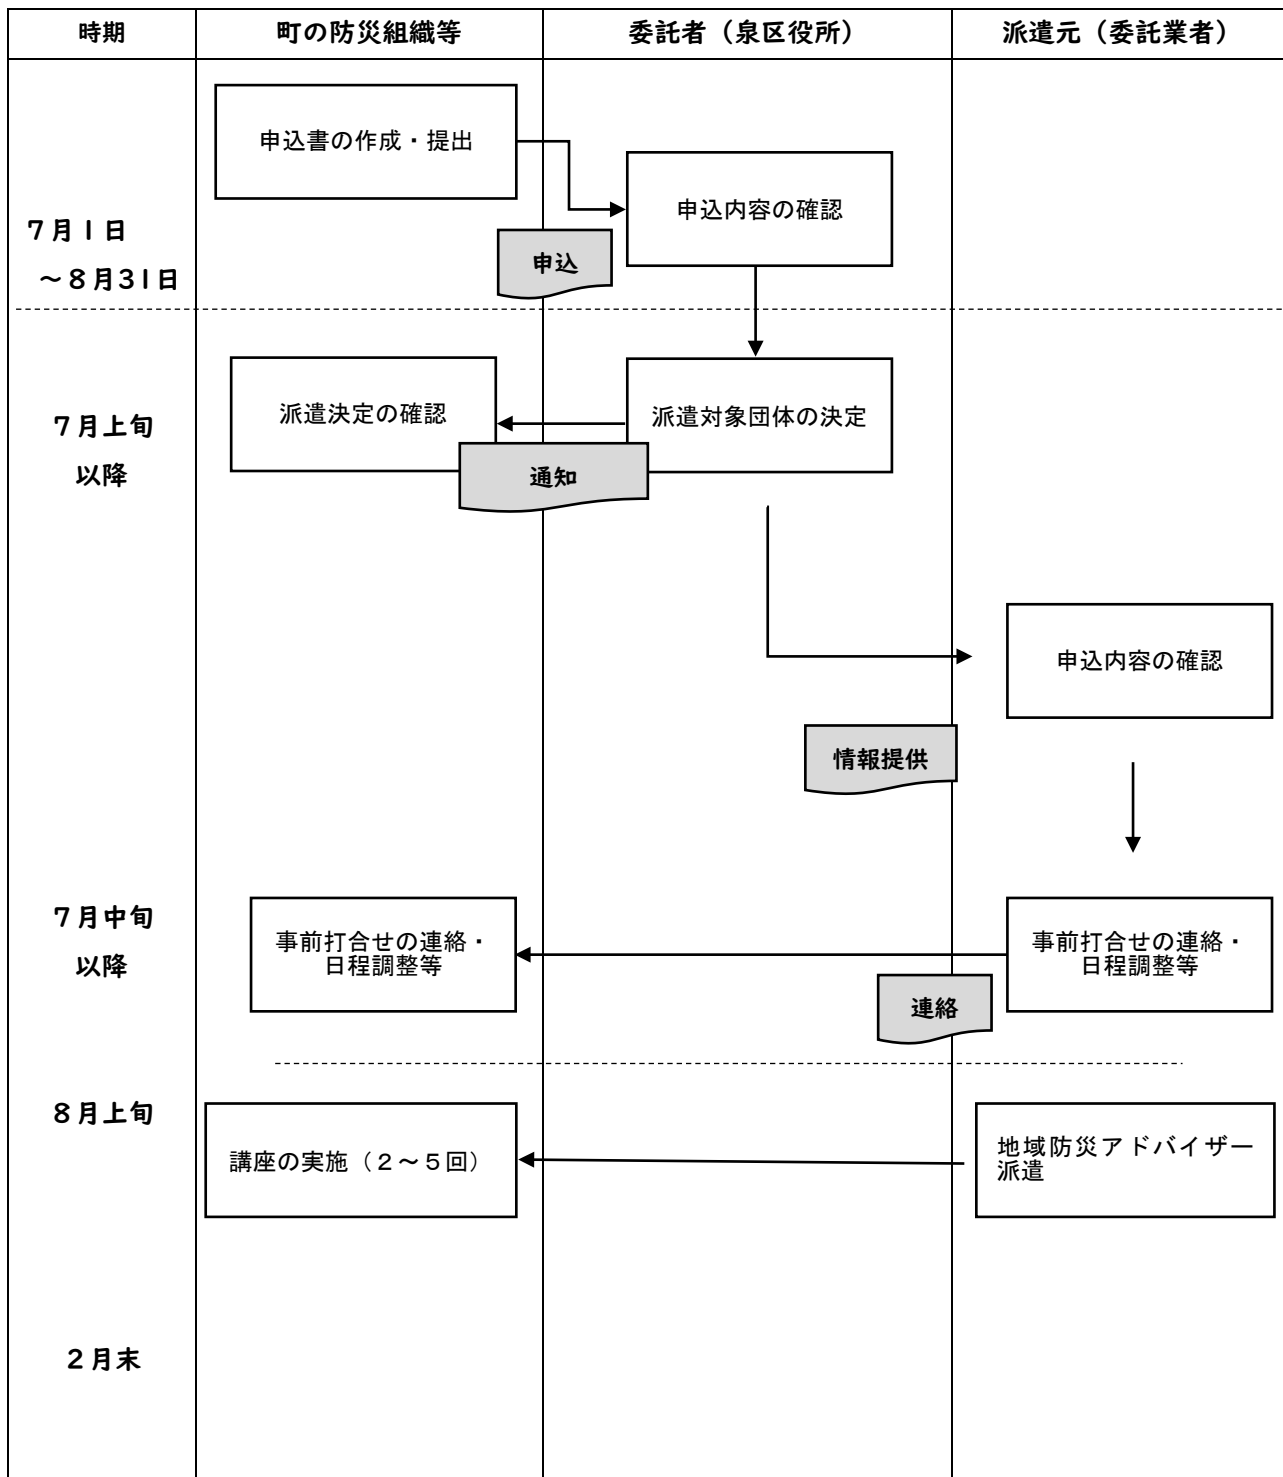 時期
町の防災組織等
委託者（泉区役所）
派遣元（委託業者）
申込書の作成・提出
申込内容の確認
7月1日
～8月31日
申込
派遣決定の確認
派遣対象団体の決定
7月上旬
以降
通知
申込内容の確認
情報提供
7月中旬
以降
事前打合せの連絡・
日程調整等
事前打合せの連絡・
日程調整等
連絡
8月上旬
講座の実施（２～５回）
地域防災アドバイザー
派遣
2月末